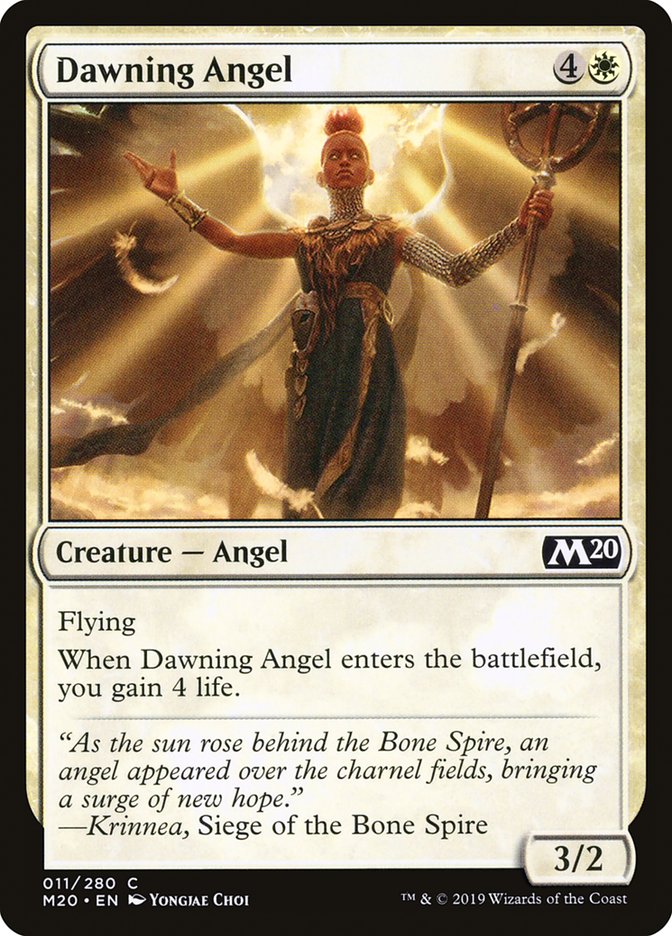 Dawning Angel 4
Creature — Angel M20
Flying
When Dawning Angel enters the battlefield,
you gain 4 life.
“As the sun rose behind the Bone Spire, an
angel appeared over the charnel fields, bringing
a surge of new hope.”
—Krinnea, Siege of the Bone Spire
3/2
011/280 C
M20 • EN Yongjae Choi
™ & © 2019 Wizards of the Coast